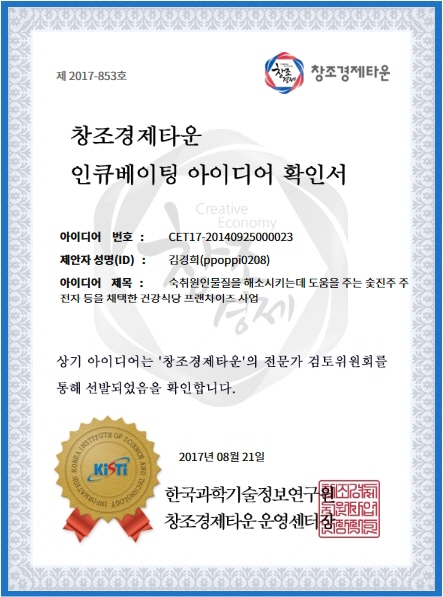 제 2017-853호
창조경제 창조경제타운
창조경제타운
인큐베이팅 아이디어 확인서
Creative
Economy
창조
경제
아이디어 번호 : CET17-20140925000023
제안자 성명(ID) : 김경희(ppoppi0208)
아이디어 제목 : 숙취원인물질을 해소시키는데 도움을 주는 숯진주 주
전자 등을 채택한 건강식당 프랜차이즈 사업
상기 아이디어는 '창조경제타운'의 전문가 검토위원회를
통해 선발되었음을 확인합니다.
KOREA INSTITUTE OF SCIENCE AND TECHNOLOGY INFORMATION
KiSTi
2017년 08월 21일
한국과학기술정보연구원
창조경제타운 운영센터장